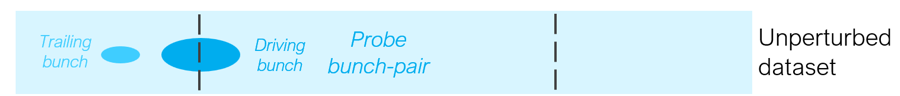 Trailing
bunch
Driving
bunch
Probe
bunch-pair
Unperturbed
dataset